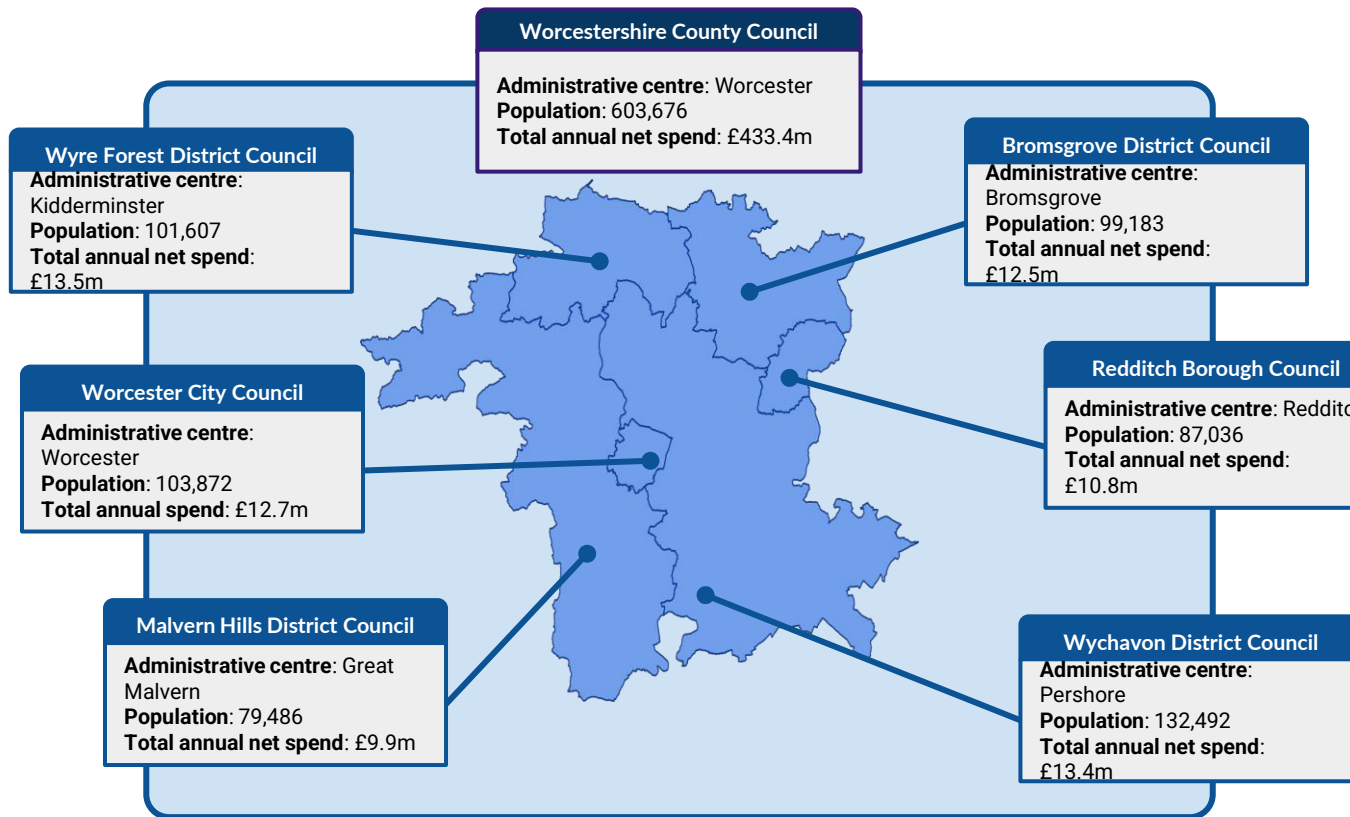 Worcestershire County Council
Administrative centre: Worcester
Population: 603,676
Total annual net spend: £433.4m
Wyre Forest District Council
Administrative centre:
Kidderminster
Population: 101,607
Total annual net spend:
£13.5m
Bromsgrove District Council
Administrative centre:
Bromsgrove
Population: 99,183
Total annual net spend:
£12.5m
Worcester City Council
Administrative centre:
Worcester
Population: 103,872
Total annual spend: £12.7m
Redditch Borough Council
Administrative centre:
Population: 87,036
Total annual net spend:
£10.8m
Malvern Hills District Council
Administrative centre: Great
Malvern
Population: 79,486
Total annual net spend: £9.9m
Wychavon District Council
Administrative centre:
Pershore
Population: 132,492
Total annual net spend:
£13.4m